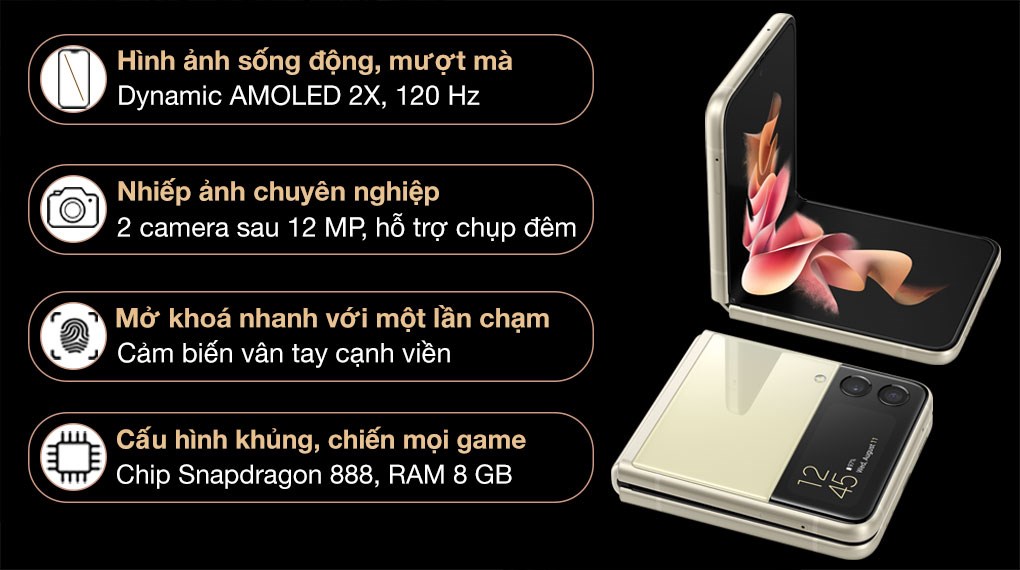 Hình ảnh sống động, mượt mà
Dynamic AMOLED 2X, 120 Hz
Nhiếp ảnh chuyên nghiệp
2 camera sau 12 MP, hỗ trợ chụp đêm
Mở khoá nhanh với một lần chạm
Cảm biến vân tay cạnh viền
Cấu hình khủng, chiến mọi game
Chip Snapdragon 888, RAM 8 GB
12
45
87%
Wed, August 11